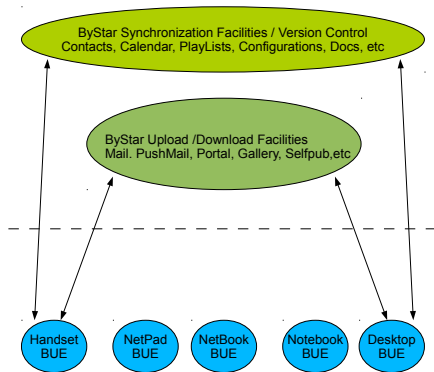 ByStar Synchronization Facilities / Version Control
Contacts, Calendar, PlayLists, Configurations, Docs, etc
ByStar Upload /Download Facilities
Mail. PushMail, Portal, Gallery, Selfpub,etc
Handset
BUE
NetPad
BUE
NetBook
BUE
Notebook
BUE
Desktop
BUE